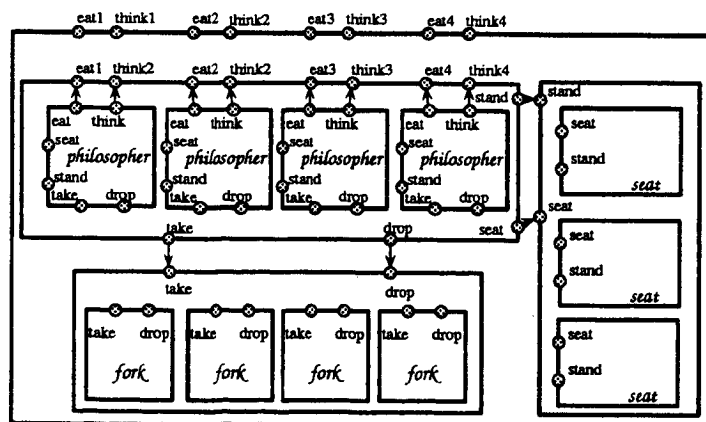 eat1 think1 eat2 think2 eat3 think3 eat4 think4
eat1 think2 eat2 think2 eat3 think3 eat4 think4
stand stand
eat think eat think eat think eat think
seat seat seat seat
philosopher philosopher philosopher philosopher
stand stand stand stand
take drop take drop take drop take drop
seat
stand
seat
take drop seat seat
take drop
seat
stand
seat
take drop take drop take drop take drop
fork fork fork fork
seat
stand
seat